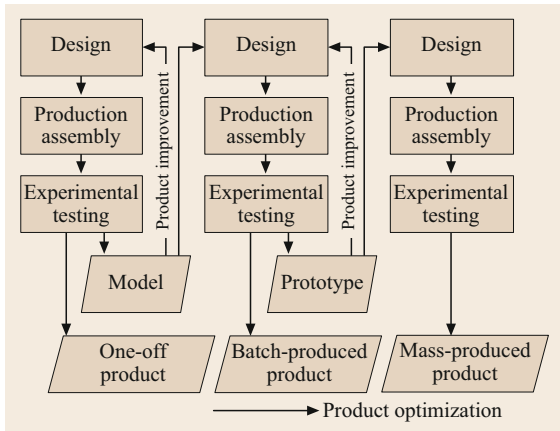 Design
Production
assembly
Experimental
testing
Model
One-off
product
Product improvement
Design
Production
assembly
Experimental
testing
Prototype
Batch-produced
product
Product improvement
Design
Production
assembly
Experimental
testing
Mass-produced
product
Product optimization